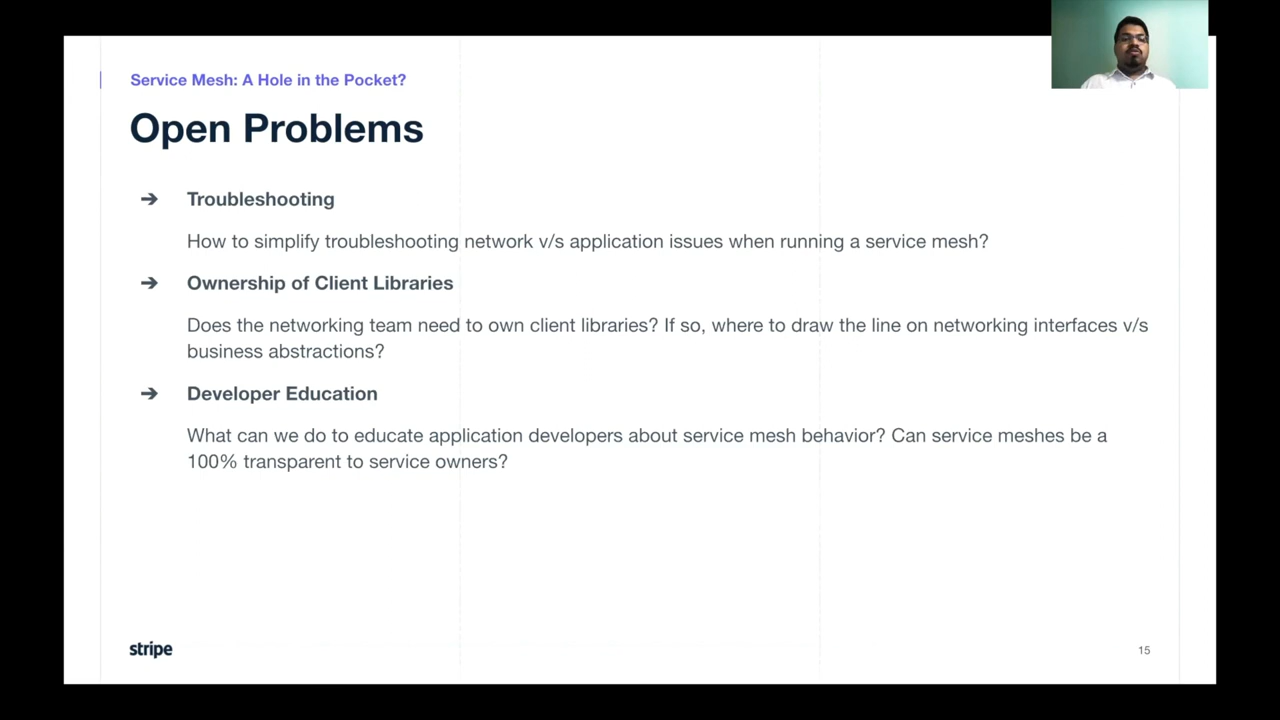 Service Mesh: A Hole in the Pocket?
Open Problems
➔ Troubleshooting
How to simplify troubleshooting network v/s application issues when running a service mesh?
➔ Ownership of Client Libraries
Does the networking team need to own client libraries? If so, where to draw the line on networking interfaces v/s
business abstractions?
➔ Developer Education
What can we do to educate application developers about service mesh behavior? Can service meshes be a
100% transparent to service owners?
stripe
15